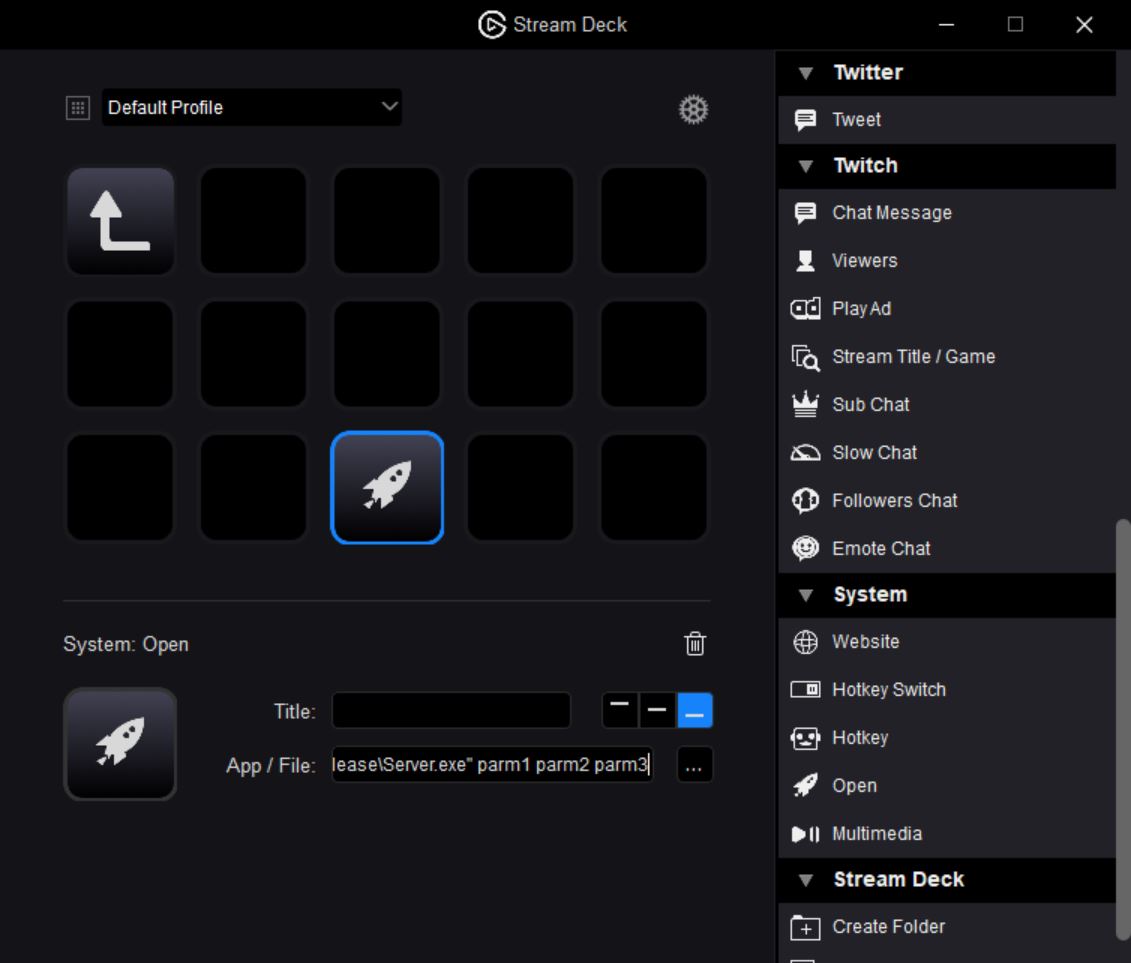 Stream Deck
Default Profile
System: Open
Title:
App / File: lease\Server.exe" parm1 parm2 parm3 ...
Twitter
Tweet
Twitch
Chat Message
Viewers
Play Ad
Stream Title / Game
Sub Chat
Slow Chat
Followers Chat
Emote Chat
System
Website
Hotkey Switch
Hotkey
Open
Multimedia
Stream Deck
Create Folder